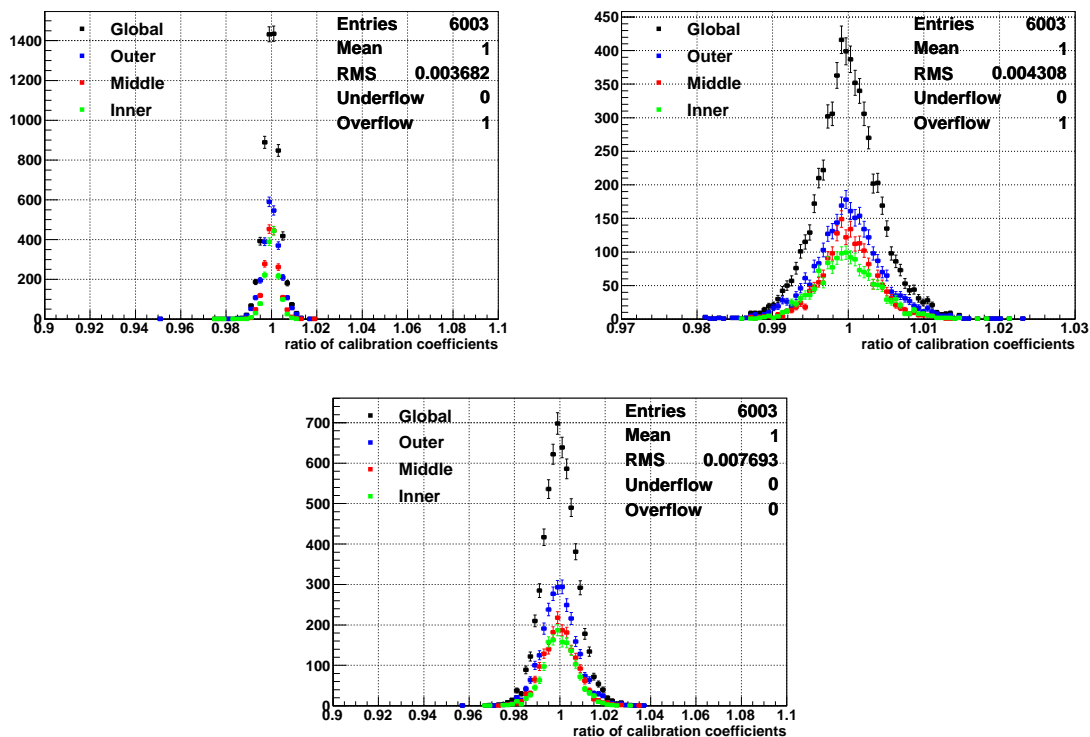 Global
Outer
Middle
Inner
Entries 6003
Mean 1
RMS 0.003682
Underflow 0
Overflow 1
1400
1200
1000
800
600
400
200
0
0.9 0.92 0.94 0.96 0.98 1 1.02 1.04 1.06 1.08 1.1
ratio of calibration coefficients
Global
Outer
Middle
Inner
Entries 6003
Mean 1
RMS 0.004308
Underflow 0
Overflow 1
450
400
350
300
250
200
150
100
50
0
0.97 0.98 0.99 1 1.01 1.02 1.03
ratio of calibration coefficients
Global
Outer
Middle
Inner
Entries 6003
Mean 1
RMS 0.007693
Underflow 0
Overflow 0
700
600
500
400
300
200
100
0
0.9 0.92 0.94 0.96 0.98 1 1.02 1.04 1.06 1.08 1.1
ratio of calibration coefficients